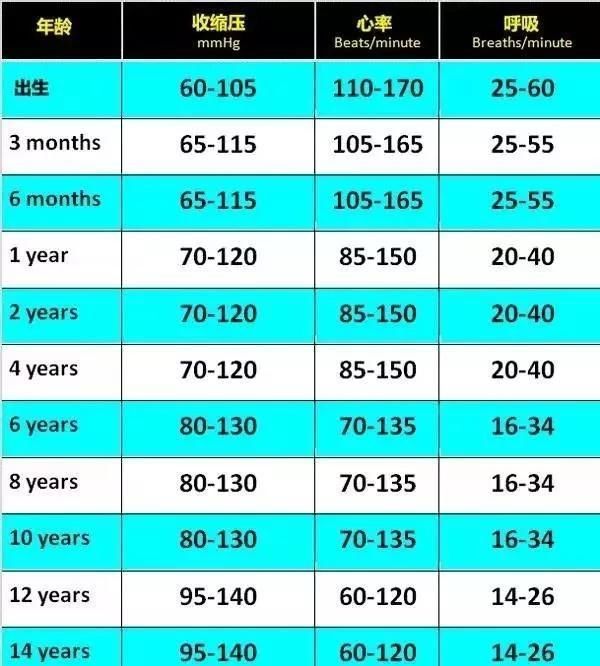 年龄 收缩压 心率 呼吸
mmHg Beats/minute Breaths/minute
出生 60-105 110-170 25-60
3 months 65-115 105-165 25-55
6 months 65-115 105-165 25-55
1 year 70-120 85-150 20-40
2 years 70-120 85-150 20-40
4 years 70-120 85-150 20-40
6 years 80-130 70-135 16-34
8 years 80-130 70-135 16-34
10 years 80-130 70-135 16-34
12 years 95-140 60-120 14-26
14 years 95-140 60-120 14-26